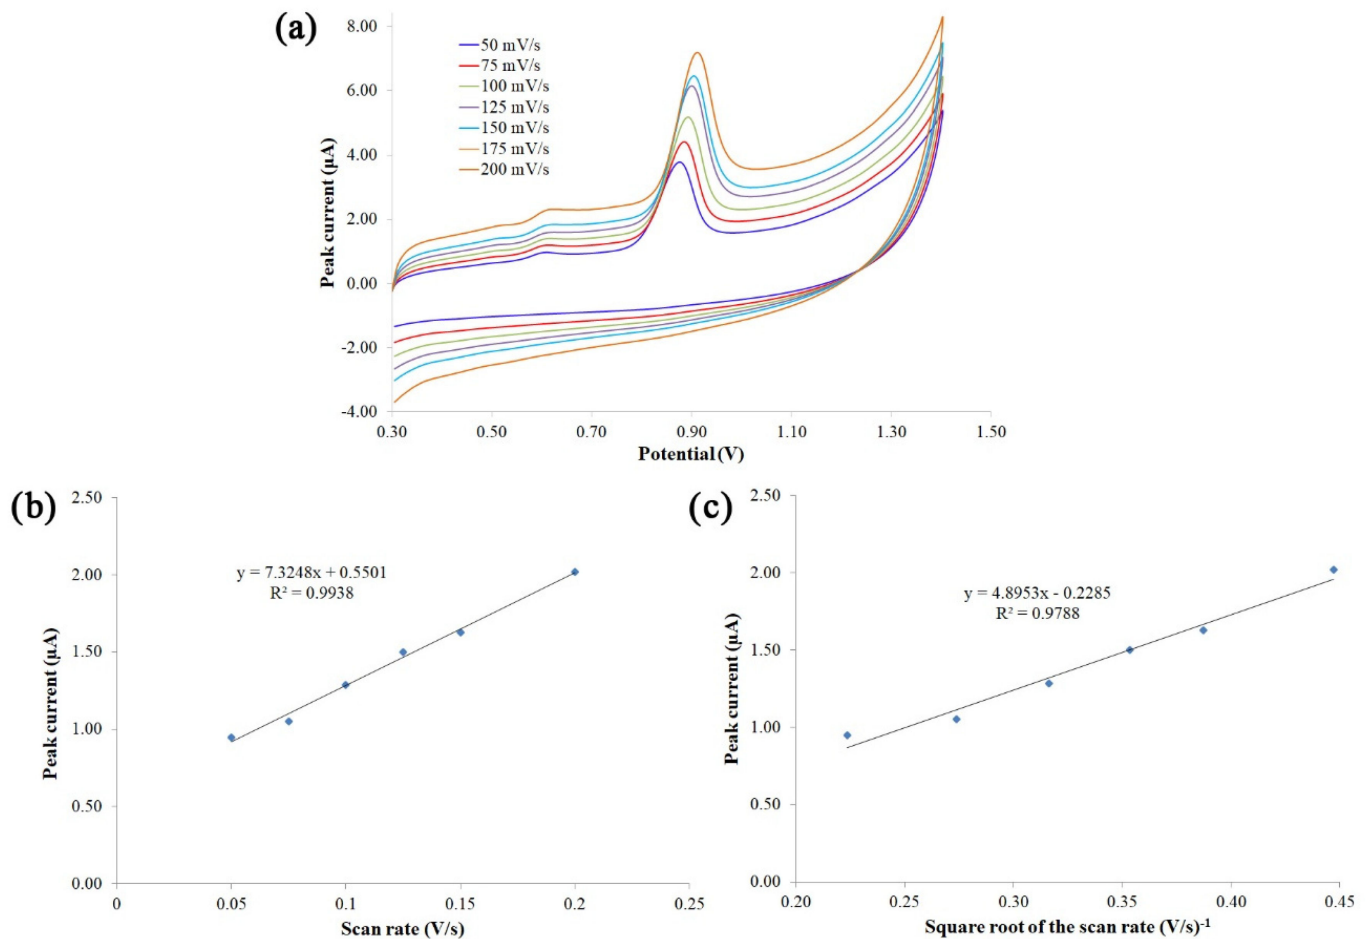 (a)
8.00
6.00
4.00
2.00
0.00
-2.00
-4.00
Peak current (µA)
50 mV/s
75 mV/s
100 mV/s
125 mV/s
150 mV/s
175 mV/s
200 mV/s
0.30 0.50 0.70 0.90 1.10 1.30 1.50
Potential (V)
(b)
2.50
2.00
1.50
1.00
0.50
0.00
Peak current (µA)
y = 7.3248x + 0.5501
R² = 0.9938
0 0.05 0.1 0.15 0.2 0.25
Scan rate (V/s)
(c)
2.50
2.00
1.50
1.00
0.50
0.00
Peak current (µA)
y = 4.8953x - 0.2285
R² = 0.9788
0.20 0.25 0.30 0.35 0.40 0.45
Square root of the scan rate (V/s)-1